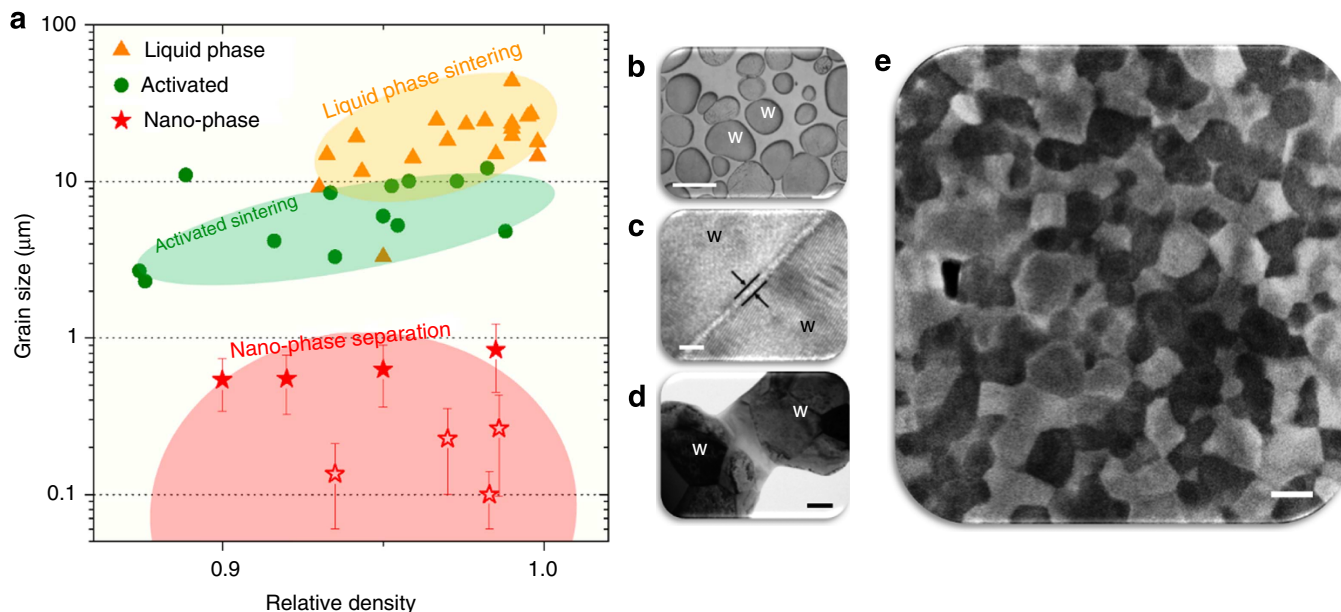 a
100
10
1
0.1
Grain size (μm)
Liquid phase
Activated
Nano-phase
Liquid phase sintering
Activated sintering
Nano-phase separation
0.9
1.0
Relative density
b
W
W
c
W
W
d
W
W
e